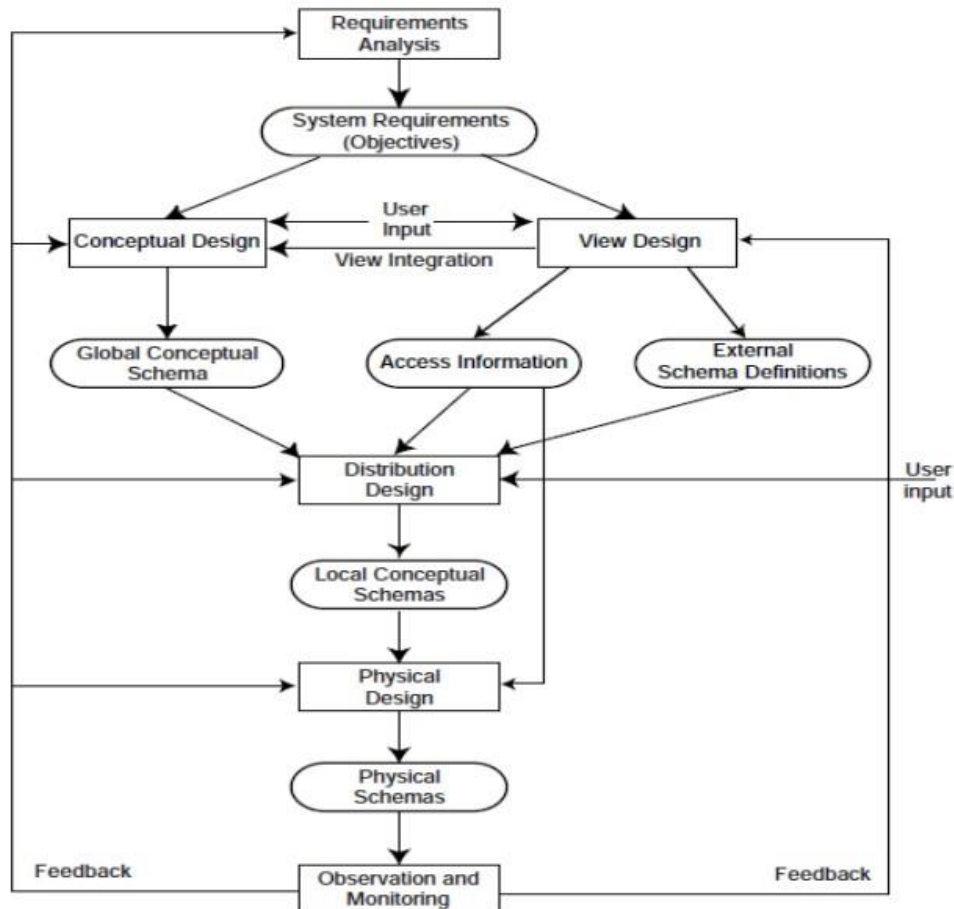 Requirements
Analysis
System Requirements
(Objectives)
User
Input
Conceptual Design
View Design
View Integration
Global Conceptual
Schema
Access Information
External
Schema Definitions
Distribution
Design
User
input
Local Conceptual
Schemas
Physical
Design
Physical
Schemas
Feedback
Observation and
Monitoring
Feedback